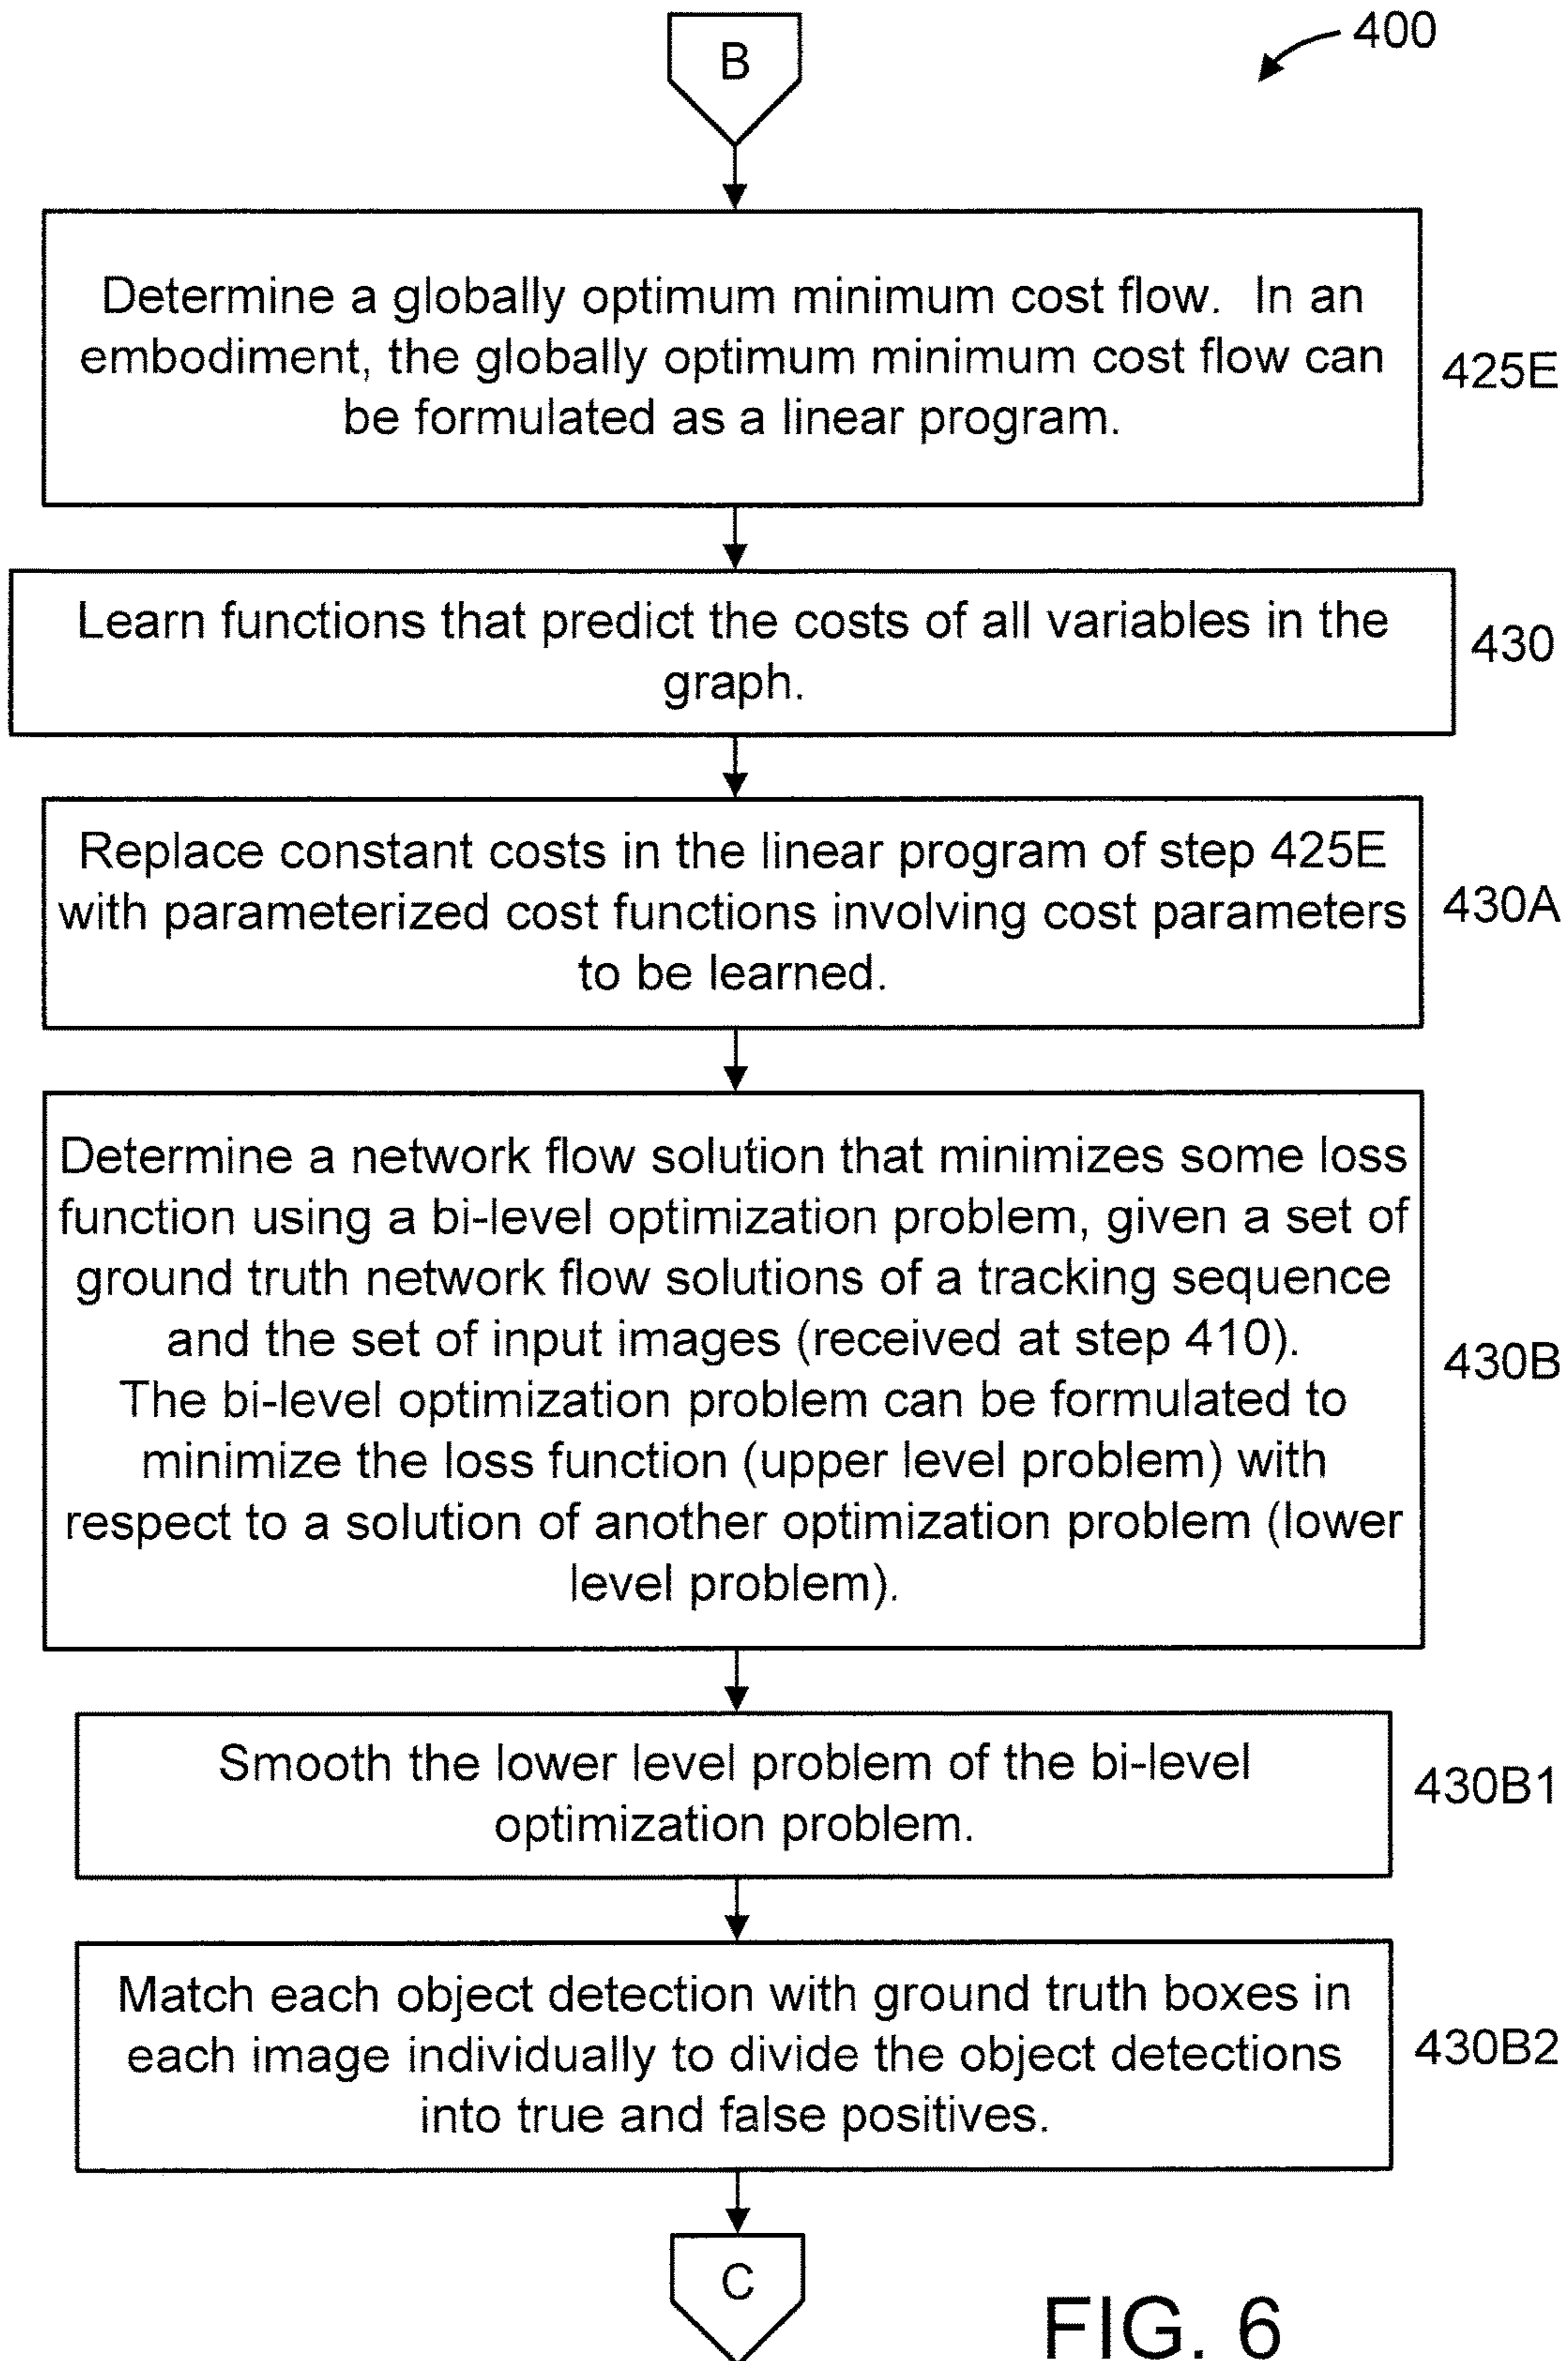 B
400
Determine a globally optimum minimum cost flow. In an
embodiment, the globally optimum minimum cost flow can
be formulated as a linear program.
425E
Learn functions that predict the costs of all variables in the
graph.
430
Replace constant costs in the linear program of step 425E
with parameterized cost functions involving cost parameters
to be learned.
430A
Determine a network flow solution that minimizes some loss
function using a bi-level optimization problem, given a set of
ground truth network flow solutions of a tracking sequence
and the set of input images (received at step 410).
The bi-level optimization problem can be formulated to
minimize the loss function (upper level problem) with
respect to a solution of another optimization problem (lower
level problem).
430B
Smooth the lower level problem of the bi-level
optimization problem.
430B1
Match each object detection with ground truth boxes in
each image individually to divide the object detections
into true and false positives.
430B2
C
FIG. 6